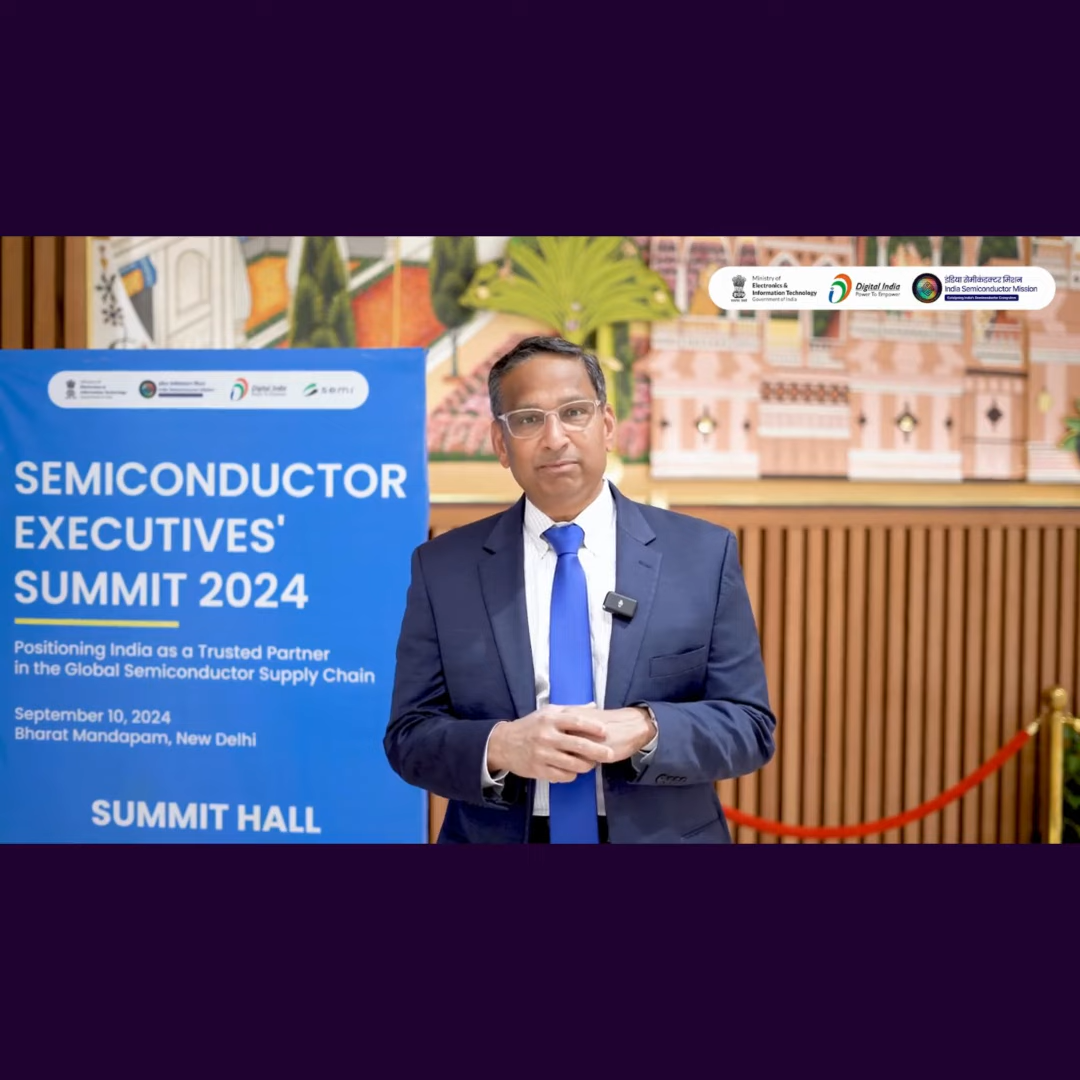 Ministry of
Electronics &
Information Technology
Government of India
Digital India
Power To Empower
इंडिया सेमीकंडक्टर मिशन
India Semiconductor Mission
Digital India
semi
SEMICONDUCTOR
EXECUTIVES'
SUMMIT 2024
Positioning India as a Trusted Partner
in the Global Semiconductor Supply Chain
September 10, 2024
Bharat Mandapam, New Delhi
SUMMIT HALL